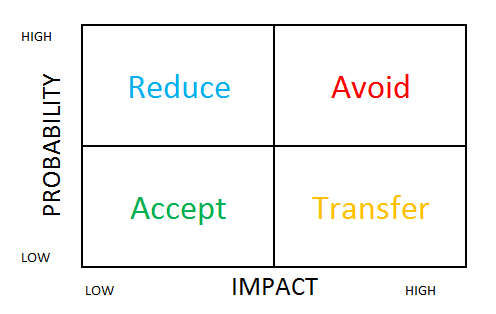 HIGH
Reduce
Avoid
PROBABILITY
Accept
Transfer
LOW
LOW
IMPACT
HIGH